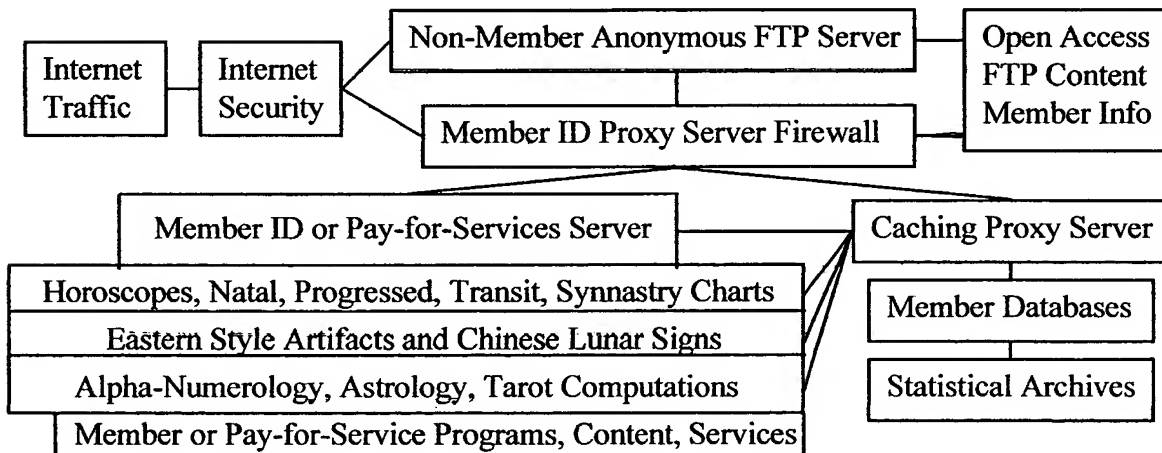 Internet
Traffic
Internet
Security
Non-Member Anonymous FTP Server
Member ID Proxy Server Firewall
Open Access
FTP Content
Member Info
Member ID or Pay-for-Services Server
Caching Proxy Server
Horoscopes, Natal, Progressed, Transit, Synnastry Charts
Eastern Style Artifacts and Chinese Lunar Signs
Alpha-Numerology, Astrology, Tarot Computations
Member or Pay-for-Service Programs, Content, Services
Member Databases
Statistical Archives